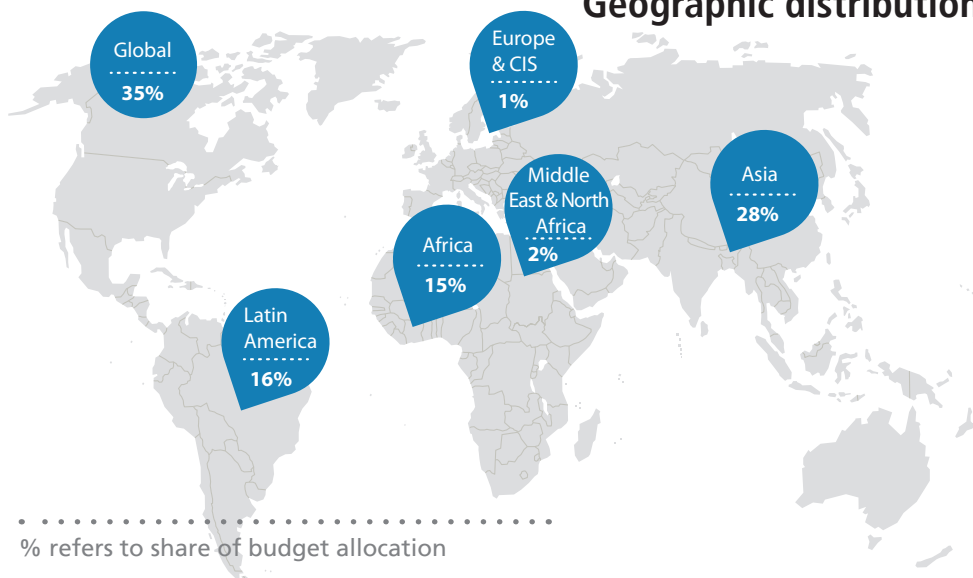 Geographic distribution
Global
35%
Europe
& CIS
1%
Middle
East & North
Africa
2%
Asia
28%
Africa
15%
Latin
America
16%
% refers to share of budget allocation